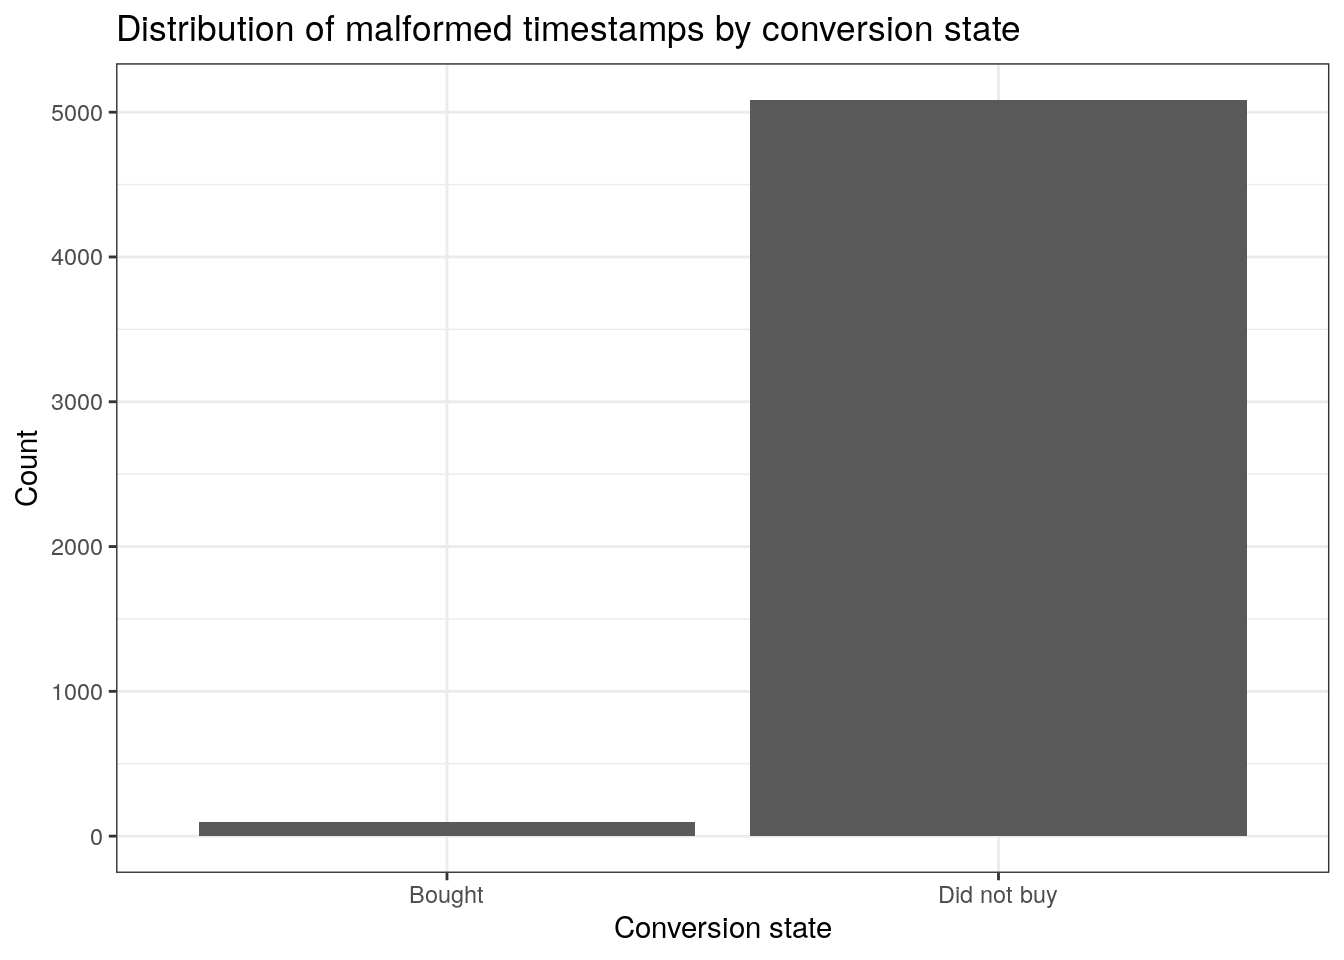 Distribution of malformed timestamps by conversion state
5000
4000
3000
2000
1000
0
Count
Bought
Did not buy
Conversion state